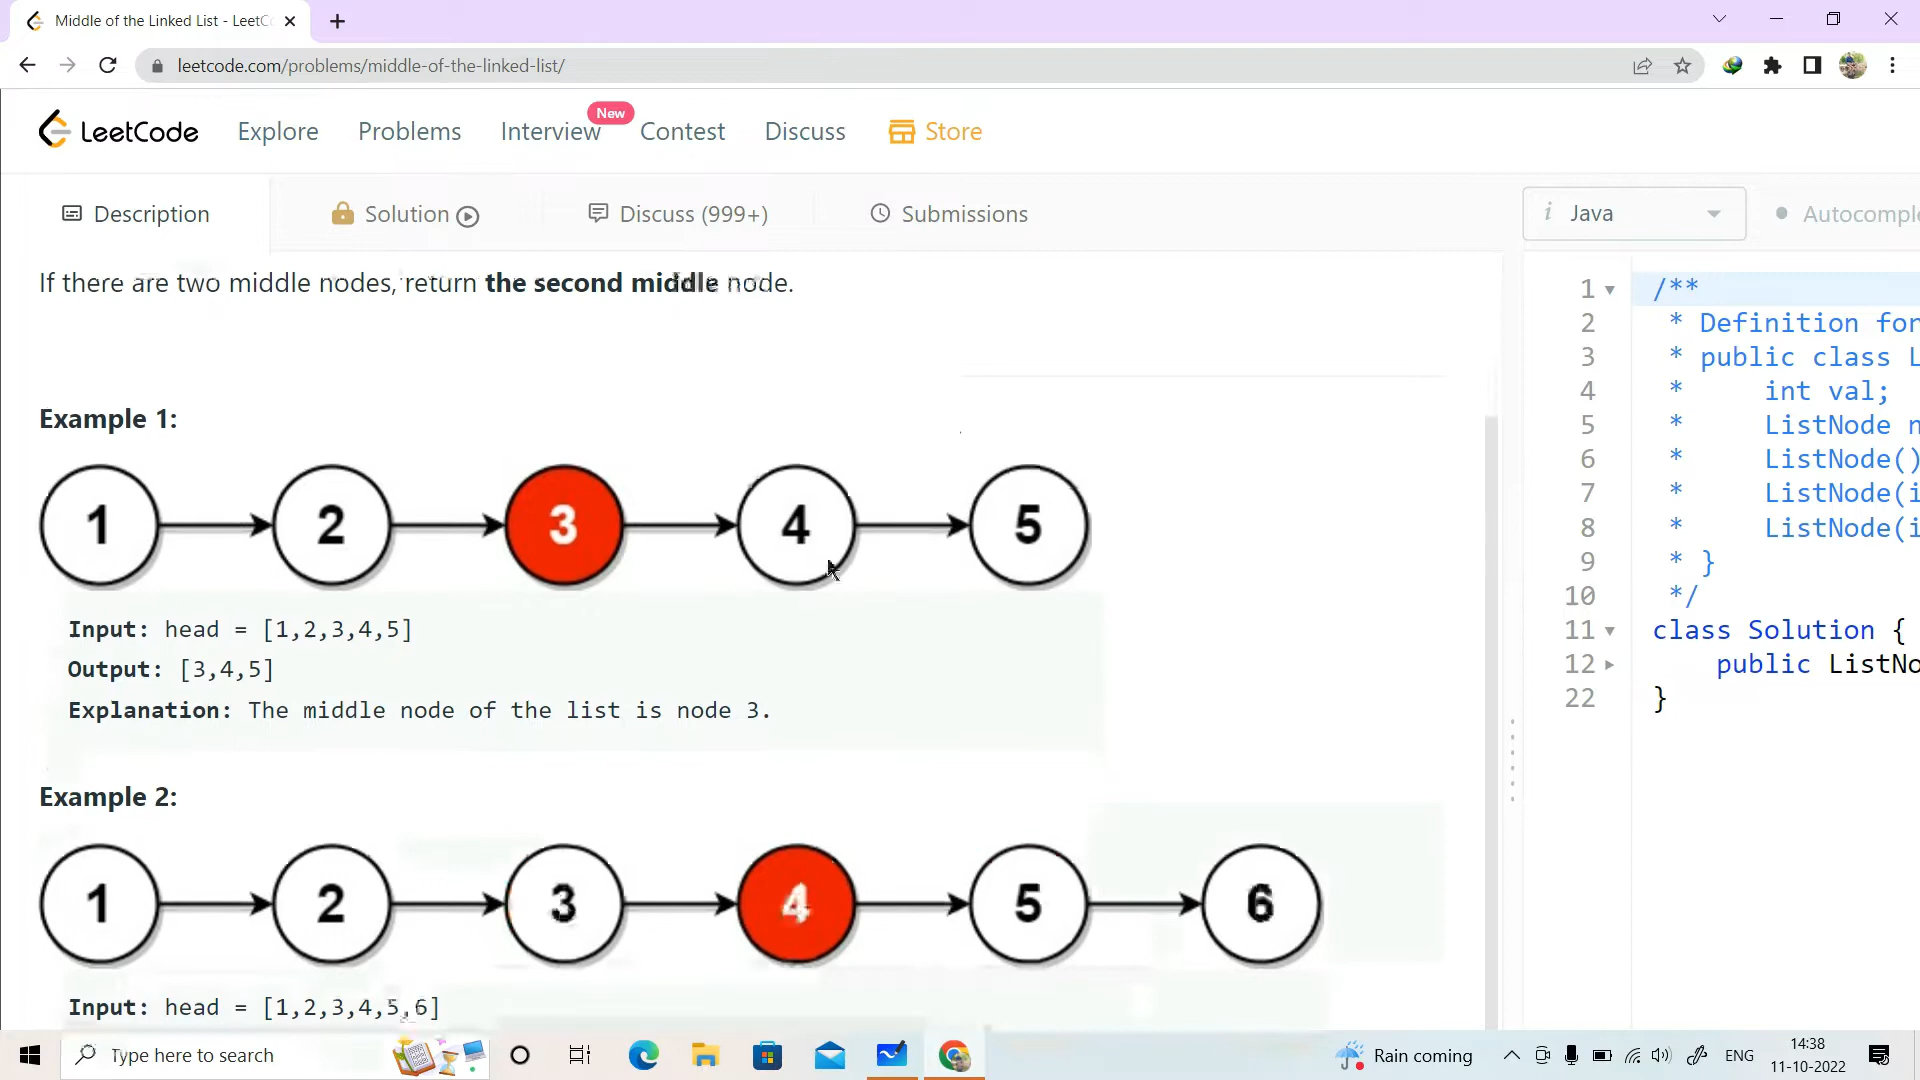 Middle of the Linked List - LeetC
leetcode.com/problems/middle-of-the-linked-list/
LeetCode
Explore
Problems
Interview
New
Contest
Discuss
Store
Description
Solution
Discuss (999+)
Submissions
i Java
Autocomple
If there are two middle nodes, return the second middle node.
Example 1:
1 2 3 4 5
Input: head = [1,2,3,4,5]
Output: [3,4,5]
Explanation: The middle node of the list is node 3.
Example 2:
1 2 3 4 5 6
Input: head = [1,2,3,4,5,6]
1 /**
2 * Definition for
3 * public class L
4 * int val;
5 * ListNode n
6 * ListNode()
7 * ListNode(i
8 * ListNode(i
9 * }
10 */
11 class Solution {
12 public ListNo
22 }
Type here to search
Rain coming
ENG
14:38
11-10-2022